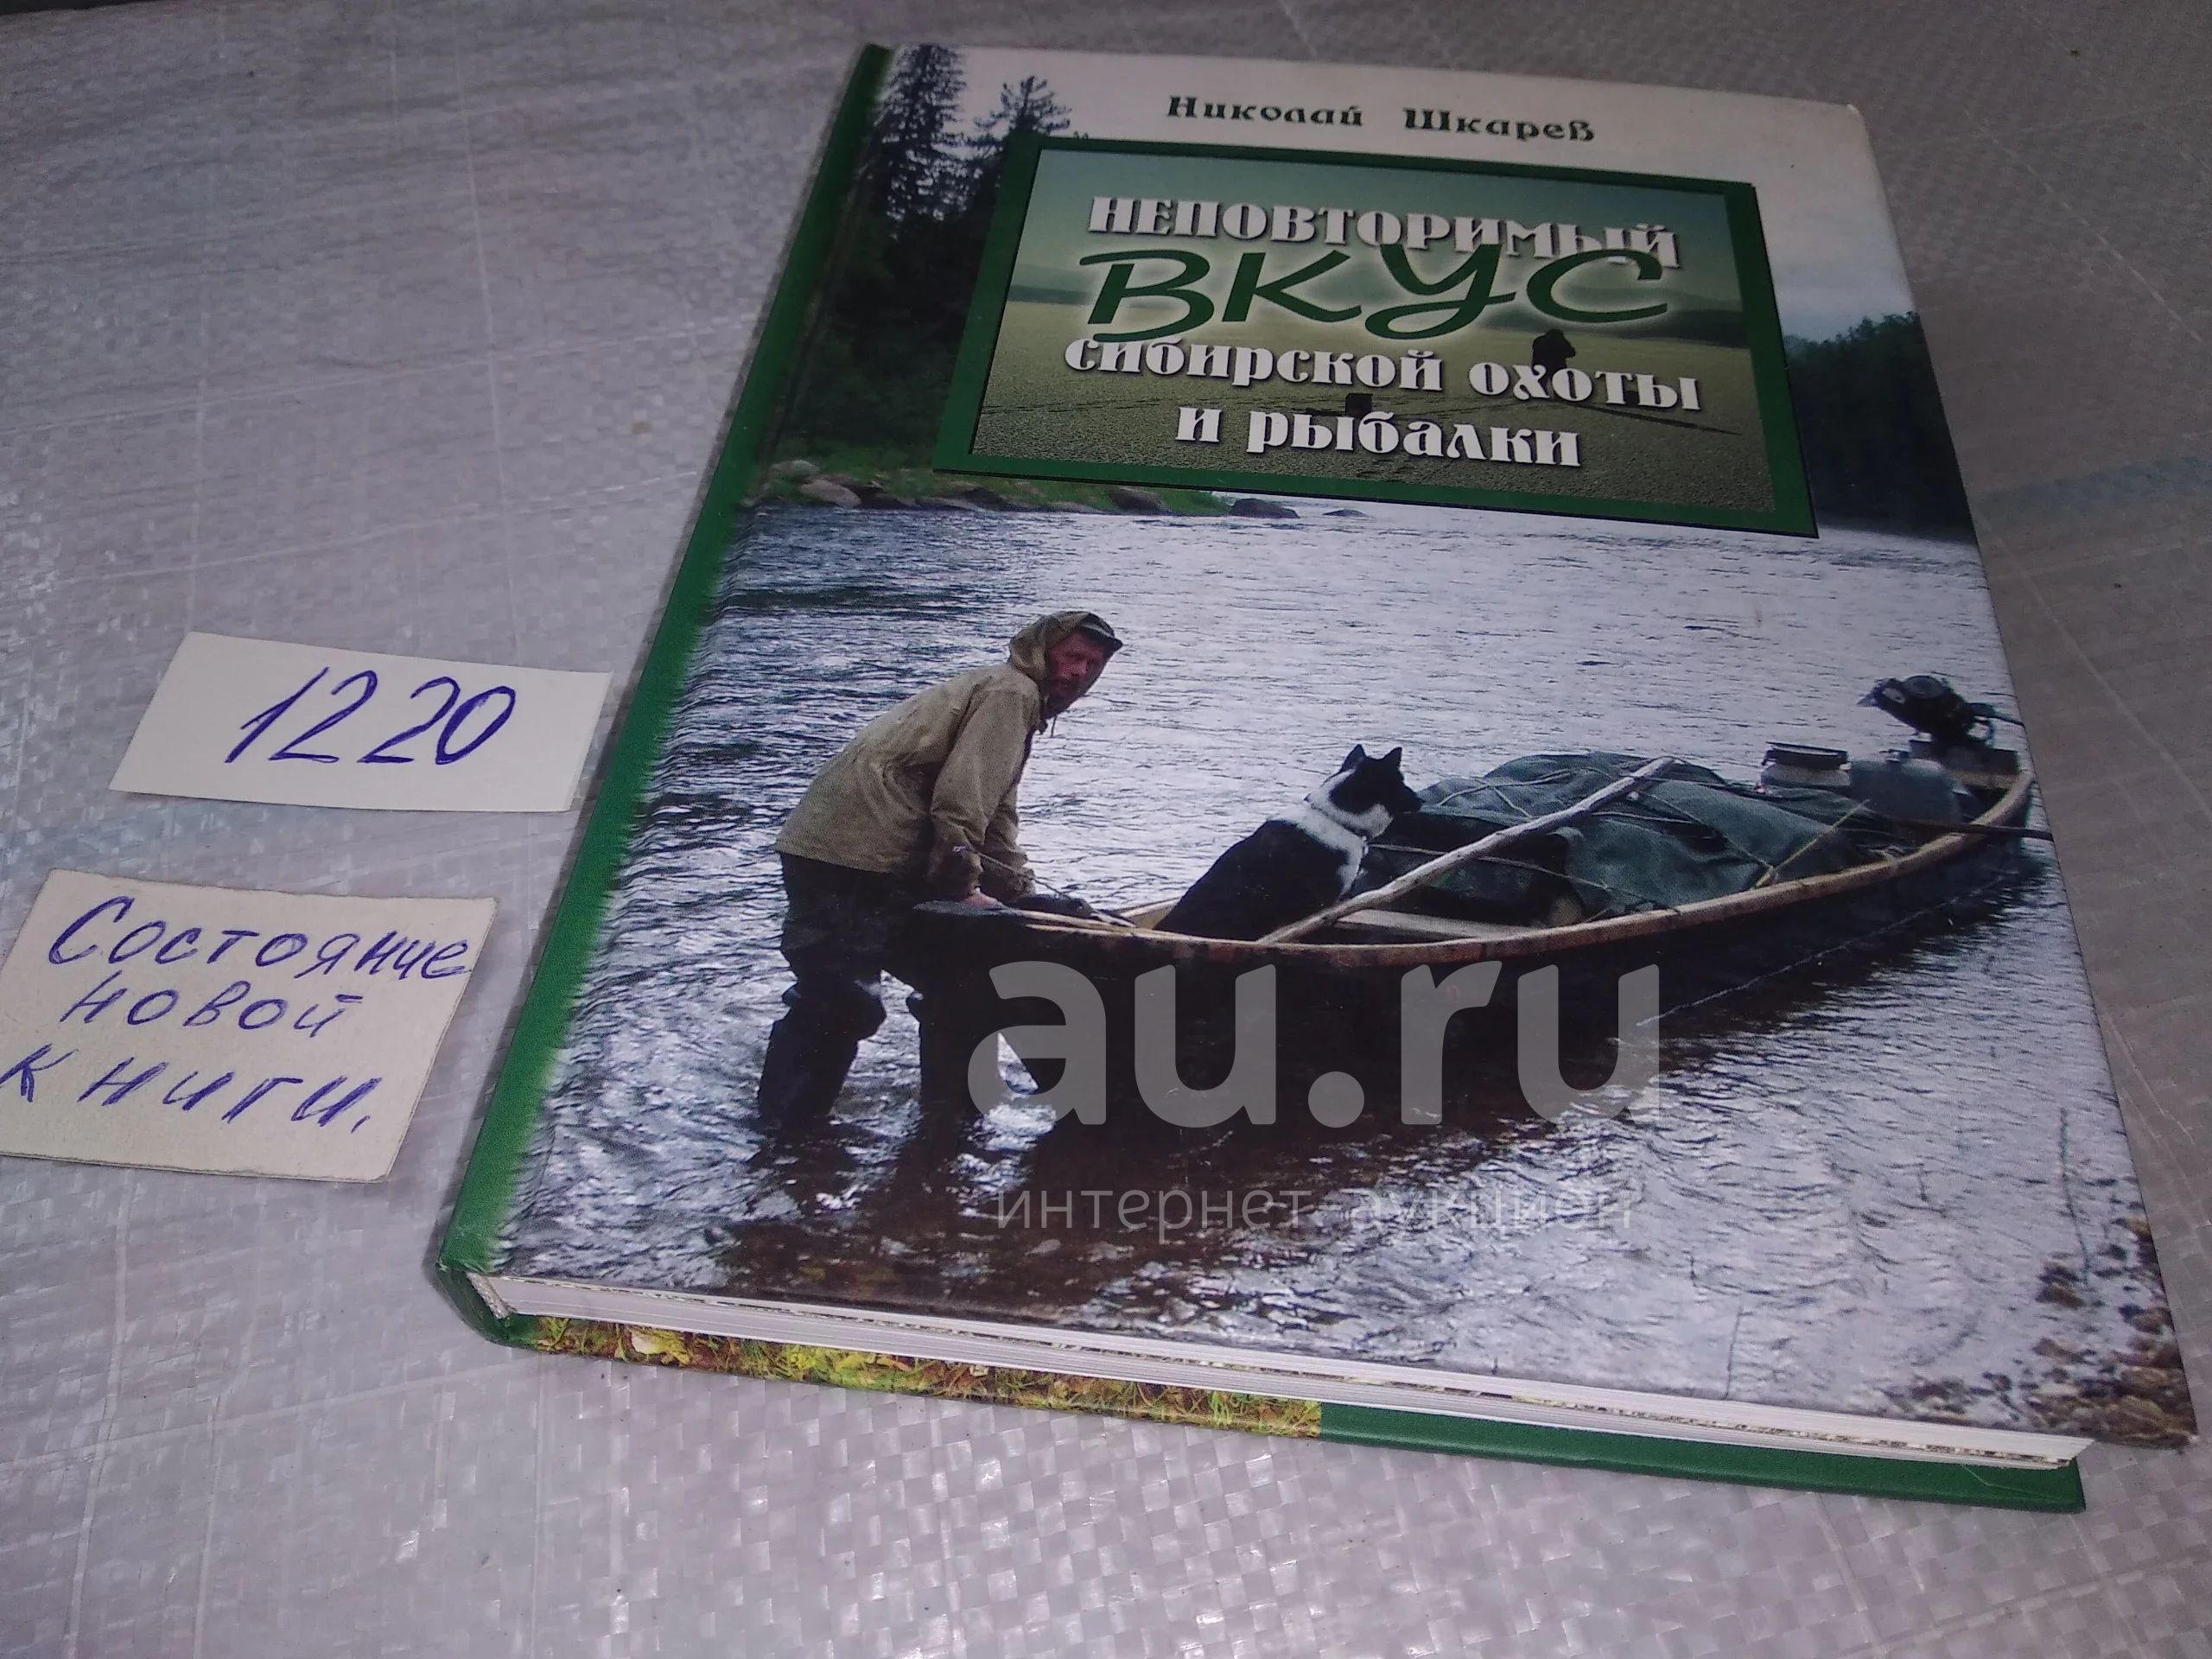 Николай Шкарев
НЕПОВТОРИМЫЙ
ВКУС
сибирской охоты
и рыбалки
1220
Состояние
новой
книги.
au.ru
интернет аукцион